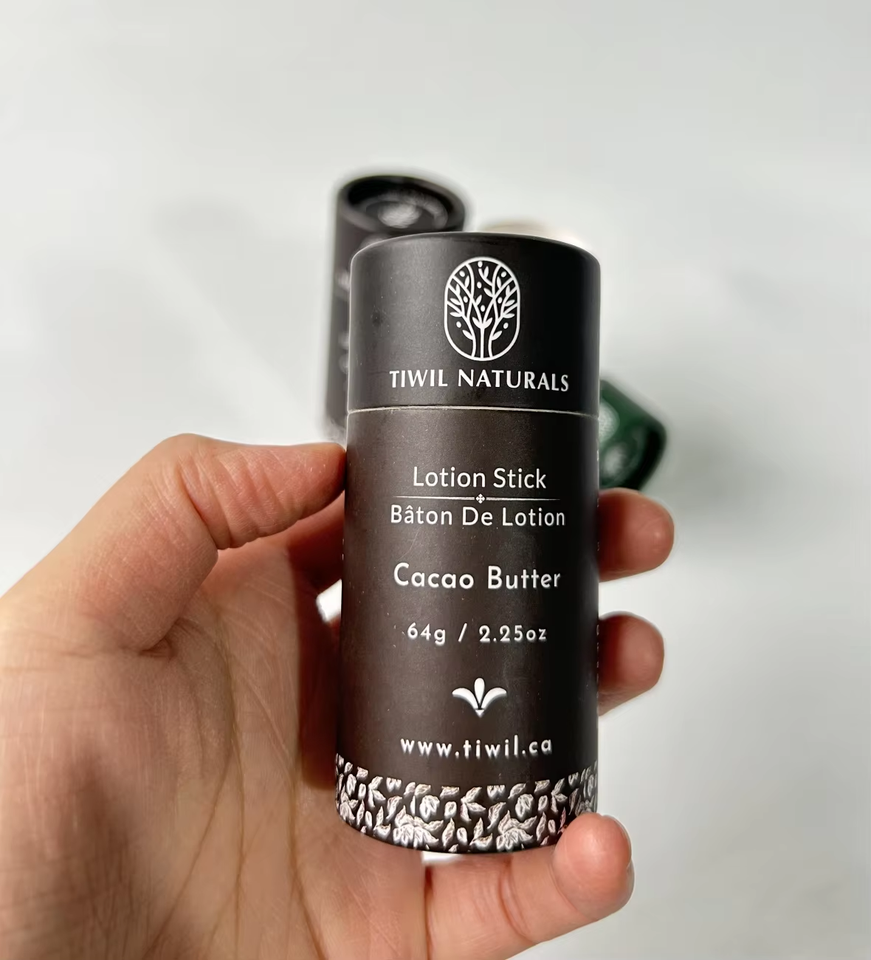 TIWIL NATURALS
Lotion Stick
Bâton De Lotion
Cacao Butter
64g / 2.25oz
www.tiwil.ca